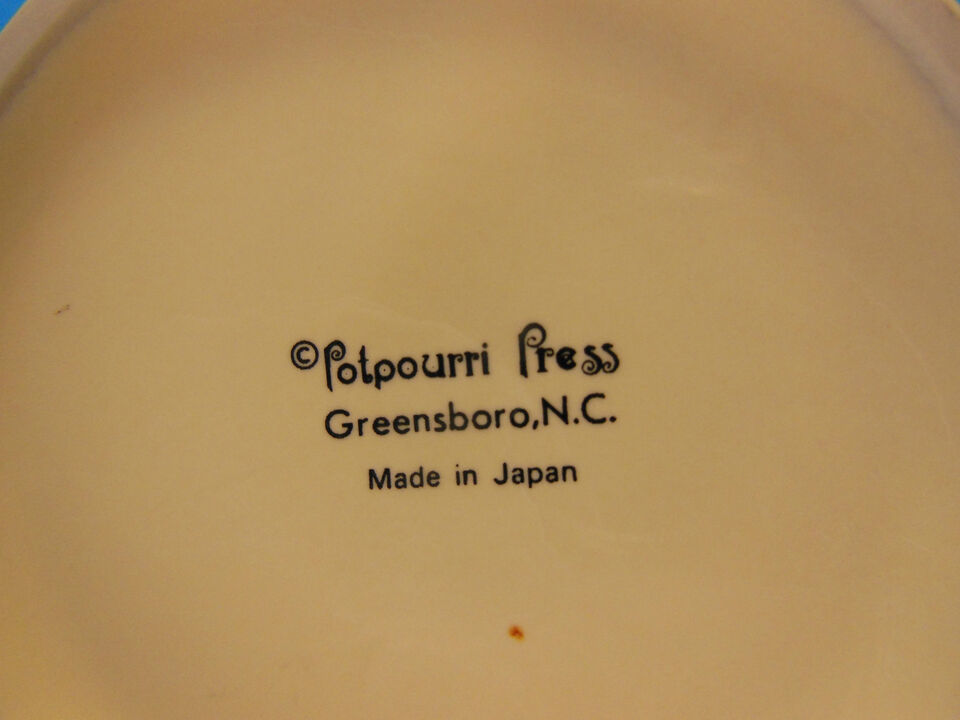 ©Potpourri Press
Greensboro,N.C.
Made in Japan